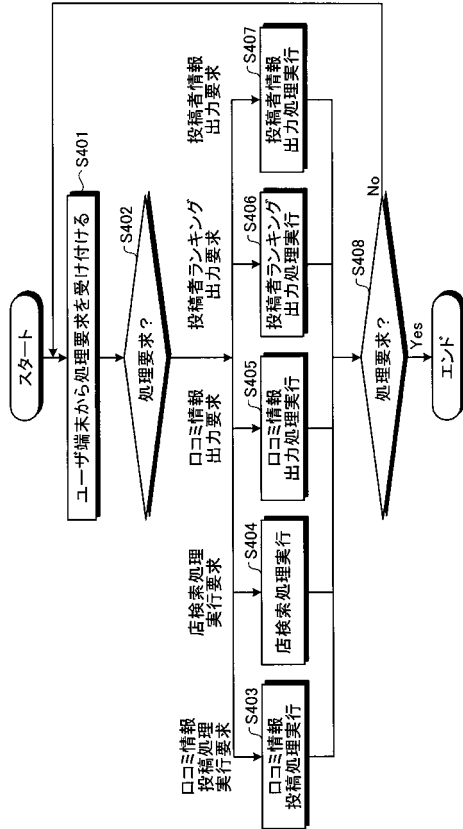 スタート
S401
ユーザ端末から処理要求を受け付ける
S402
処理要求？
口コミ情報
投稿処理
実行要求
店検索処理
実行要求
口コミ情報
出力要求
投稿者ランキング
出力要求
投稿者情報
出力要求
S403
口コミ情報
投稿処理実行
S404
店検索処理実行
S405
口コミ情報
出力処理実行
S406
投稿者ランキング
出力処理実行
S407
投稿者情報
出力処理実行
S408
処理要求？
No
Yes
エンド